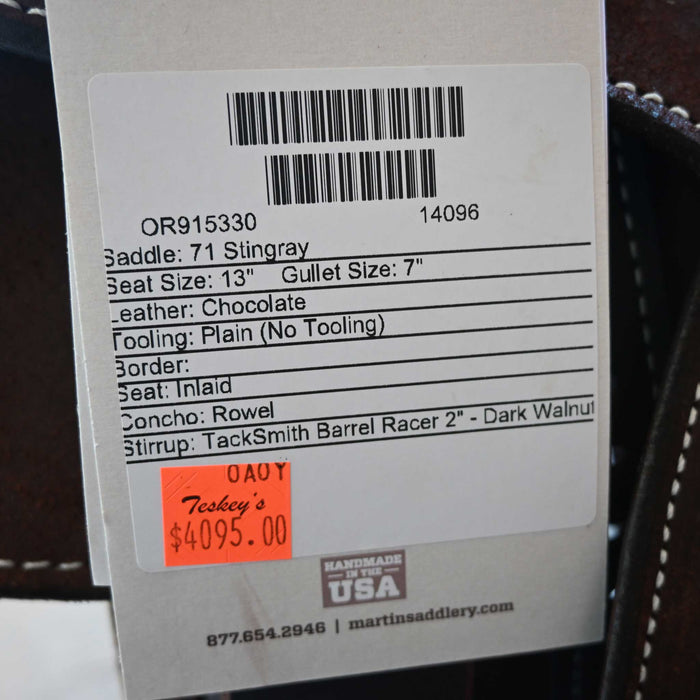 OR915330 14096
Saddle: 71 Stingray
Seat Size: 13" Gullet Size: 7"
Leather: Chocolate
Tooling: Plain (No Tooling)
Border:
Seat: Inlaid
Concho: Rowel
Stirrup: TackSmith Barrel Racer 2" - Dark Walnut
OAOY
Teskey's
$4095.00
HANDMADE
IN THE
USA
877.654.2946 | martinsaddlery.com